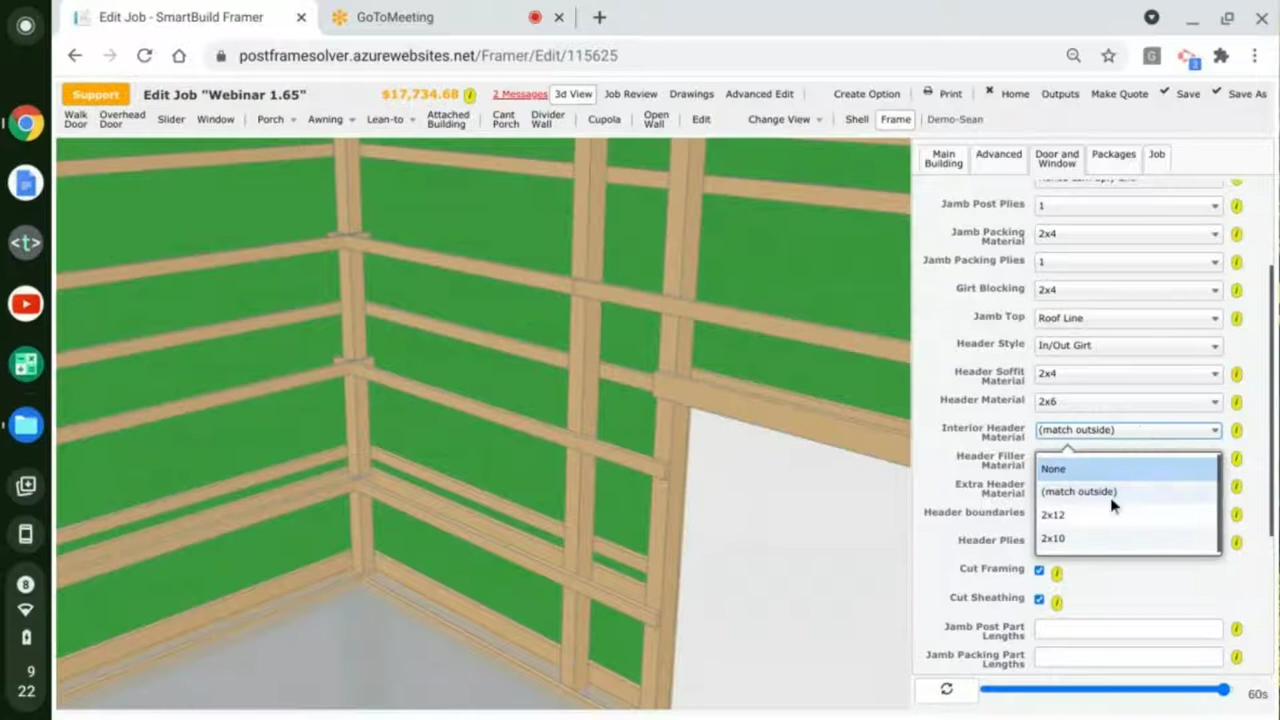 Edit Job - SmartBuild Framer
GoToMeeting
postframesolver.azurewebsites.net/Framer/Edit/115625
G
3
Support
Edit Job "Webinar 1.65"
$17,734.68
2 Messages
3d View
Job Review
Drawings
Advanced Edit
Create Option
Print
Home
Outputs
Make Quote
Save
Save As
Walk Door
Overhead Door
Slider
Window
Porch
Awning
Lean-to
Attached Building
Cant Porch
Divider Wall
Cupola
Open Wall
Edit
Change View
Shell
Frame
Demo-Sean
Main Building
Advanced
Door and Window
Packages
Job
Jamb Post Plies 1
Jamb Packing Material 2x4
Jamb Packing Plies 1
Girt Blocking 2x4
Jamb Top Roof Line
Header Style In/Out Girt
Header Soffit Material 2x4
Header Material 2x6
Interior Header Material (match outside)
Header Filler Material
None
Extra Header Material
(match outside)
Header boundaries
2x12
Header Plies
2x10
Cut Framing
Cut Sheathing
Jamb Post Part Lengths
Jamb Packing Part Lengths
60s
<t>
8
9
22